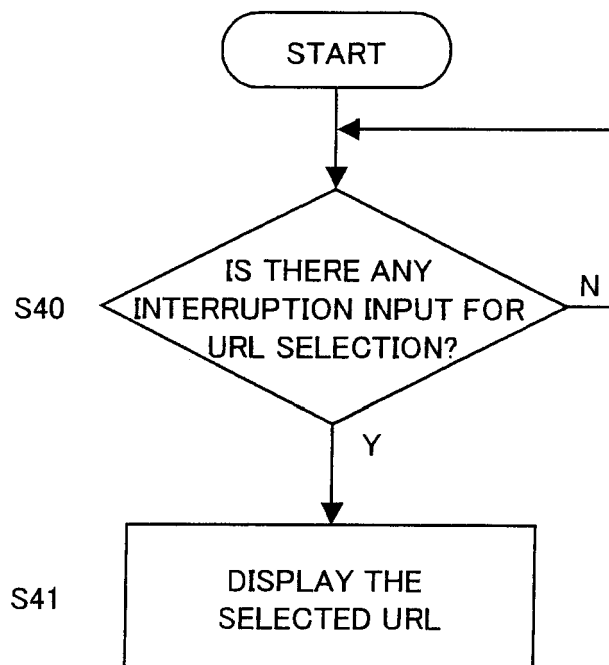 START
S40
IS THERE ANY
INTERRUPTION INPUT FOR
URL SELECTION?
N
Y
S41
DISPLAY THE
SELECTED URL